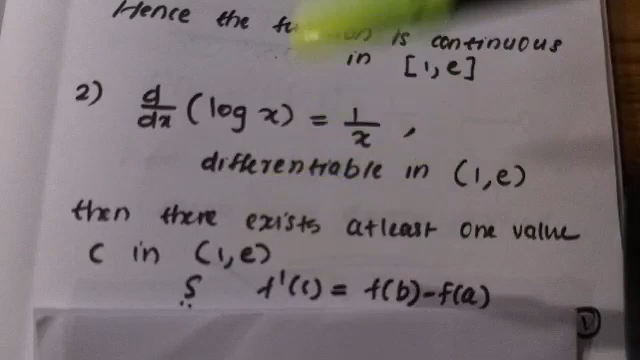 Hence the is continuous
in [1,e]
2) d/dx (log x) = 1/x ,
differentiable in (1,e)
then there exists atleast one value
C in (1,e)
f'(c) = f(b)-f(a)